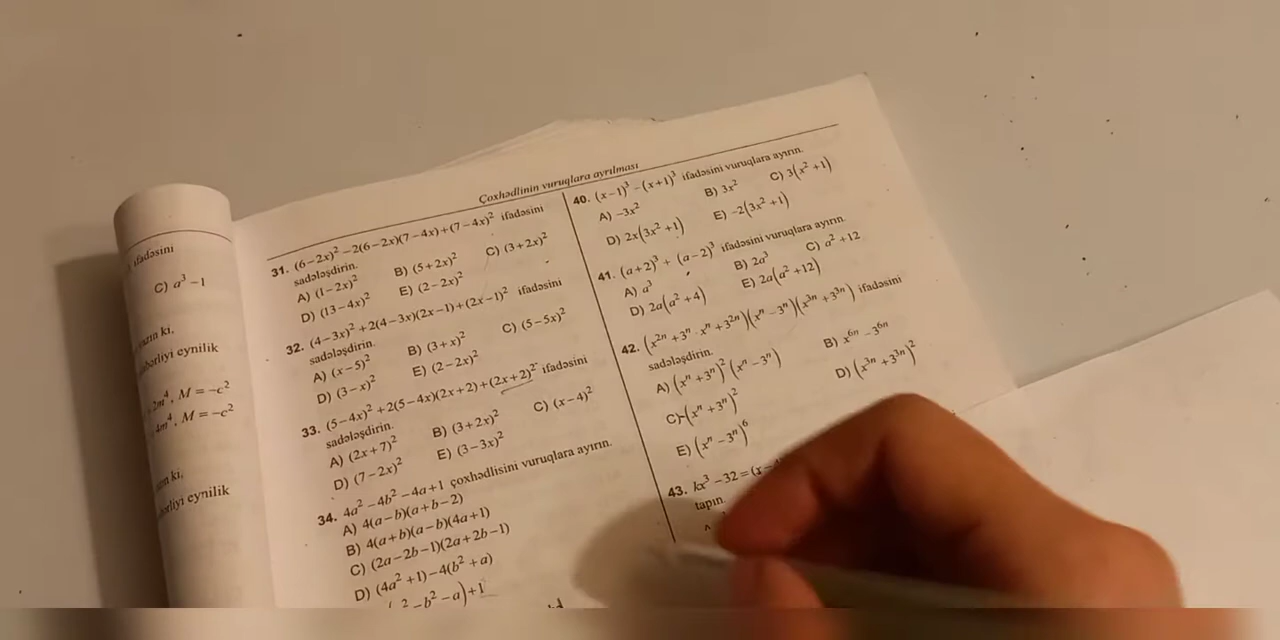 Çoxhədlinin vuruqlara ayrılması
ifadəsini
C) a³ −1
ki,
eynilik
M = −c²
4m⁴, M = −c²
ki,
eynilik
31. (6−2x)² −2(6−2x)(7−4x)+(7−4x)² ifadəsini
sadələşdirin.
A) (1−2x)² B) (5+2x)² C) (3+2x)²
D) (13−4x)² E) (2−2x)²
32. (4−3x)² +2(4−3x)(2x−1)+(2x−1)² ifadəsini
sadələşdirin.
A) (x−5)² B) (3+x)² C) (5−5x)²
D) (3−x)² E) (2−2x)²
33. (5−4x)² +2(5−4x)(2x+2)+(2x+2)² ifadəsini
sadələşdirin.
A) (2x+7)² B) (3+2x)² C) (x−4)²
D) (7−2x)² E) (3−3x)²
34. 4a² −4b² −4a+1 çoxhədlisini vuruqlara ayırın.
A) 4(a−b)(a+b−2)
B) 4(a+b)(a−b)(4a+1)
C) (2a−2b−1)(2a+2b−1)
D) (4a² +1)−4(b² +a)
−b² −a)+1
40. (x−1)³ −(x+1)³ ifadəsini vuruqlara ayırın.
A) −3x² B) 3x² C) 3(x² +1)
D) 2x(3x² +1) E) −2(3x² +1)
41. (a+2)³ + (a−2)³ ifadəsini vuruqlara ayırın.
A) a³ B) 2a³ C) a² +12
D) 2a(a² +4) E) 2a(a² +12)
42. (x²ⁿ +3ⁿ · xⁿ +3²ⁿ)(xⁿ −3ⁿ)(x³ⁿ +3³ⁿ) ifadəsini
sadələşdirin.
A) (xⁿ +3ⁿ)² (xⁿ −3ⁿ) B) x⁶ⁿ −3⁶ⁿ
C) (xⁿ +3ⁿ)² D) (x³ⁿ +3³ⁿ)²
E) (xⁿ −3ⁿ)⁶
43. kx³ −32 = (x−
tapın.